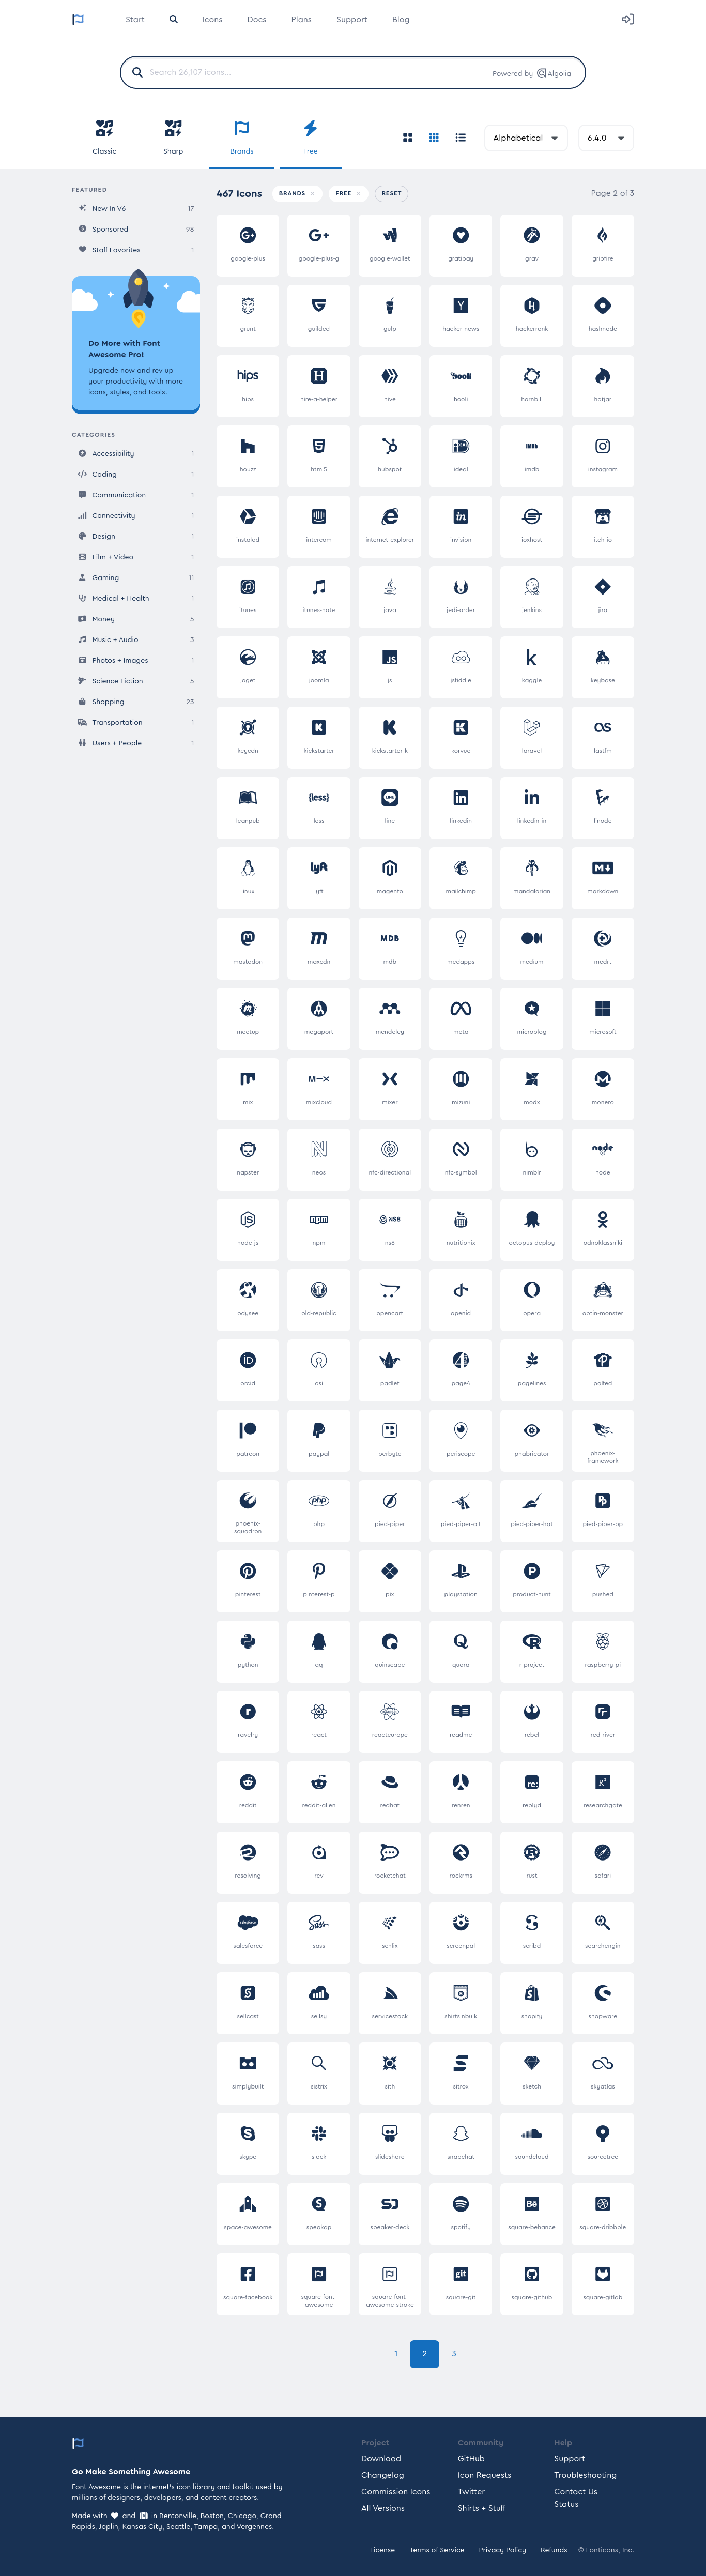 Start Icons Docs Plans Support Blog
Search 26,107 icons... Powered by Algolia
Classic Sharp Brands Free Alphabetical 6.4.0
FEATURED
New In V6 17
Sponsored 98
Staff Favorites 1
Do More with Font
Awesome Pro!
Upgrade now and rev up
your productivity with more
icons, styles, and tools.
CATEGORIES
Accessibility 1
Coding 1
Communication 1
Connectivity 1
Design 1
Film + Video 1
Gaming 11
Medical + Health 1
Money 5
Music + Audio 3
Photos + Images 1
Science Fiction 5
Shopping 23
Transportation 1
Users + People 1
467 Icons BRANDS × FREE × RESET Page 2 of 3
google-plus google-plus-g google-wallet gratipay grav gripfire
grunt guilded gulp hacker-news hackerrank hashnode
hips hire-a-helper hive hooli hornbill hotjar
houzz html5 hubspot ideal imdb instagram
instalod intercom internet-explorer invision ioxhost itch-io
itunes itunes-note java jedi-order jenkins jira
joget joomla js jsfiddle kaggle keybase
keycdn kickstarter kickstarter-k korvue laravel lastfm
leanpub less line linkedin linkedin-in linode
linux lyft magento mailchimp mandalorian markdown
mastodon maxcdn mdb medapps medium medrt
meetup megaport mendeley meta microblog microsoft
mix mixcloud mixer mizuni modx monero
napster neos nfc-directional nfc-symbol nimblr node
node-js npm ns8 nutritionix octopus-deploy odnoklassniki
odysee old-republic opencart openid opera optin-monster
orcid osi padlet page4 pagelines palfed
patreon paypal perbyte periscope phabricator phoenix-
framework
phoenix-
squadron php pied-piper pied-piper-alt pied-piper-hat pied-piper-pp
pinterest pinterest-p pix playstation product-hunt pushed
python qq quinscape quora r-project raspberry-pi
ravelry react reacteurope readme rebel red-river
reddit reddit-alien redhat renren replyd researchgate
resolving rev rocketchat rockrms rust safari
salesforce sass schlix screenpal scribd searchengin
sellcast sellsy servicestack shirtsinbulk shopify shopware
simplybuilt sistrix sith sitrox sketch skyatlas
skype slack slideshare snapchat soundcloud sourcetree
space-awesome speakap speaker-deck spotify square-behance square-dribbble
square-facebook square-font-
awesome square-font-
awesome-stroke square-git square-github square-gitlab
1 2 3
Go Make Something Awesome
Font Awesome is the internet's icon library and toolkit used by
millions of designers, developers, and content creators.
Made with and in Bentonville, Boston, Chicago, Grand
Rapids, Joplin, Kansas City, Seattle, Tampa, and Vergennes.
Project
Download
Changelog
Commission Icons
All Versions
Community
GitHub
Icon Requests
Twitter
Shirts + Stuff
Help
Support
Troubleshooting
Contact Us
Status
License Terms of Service Privacy Policy Refunds © Fonticons, Inc.